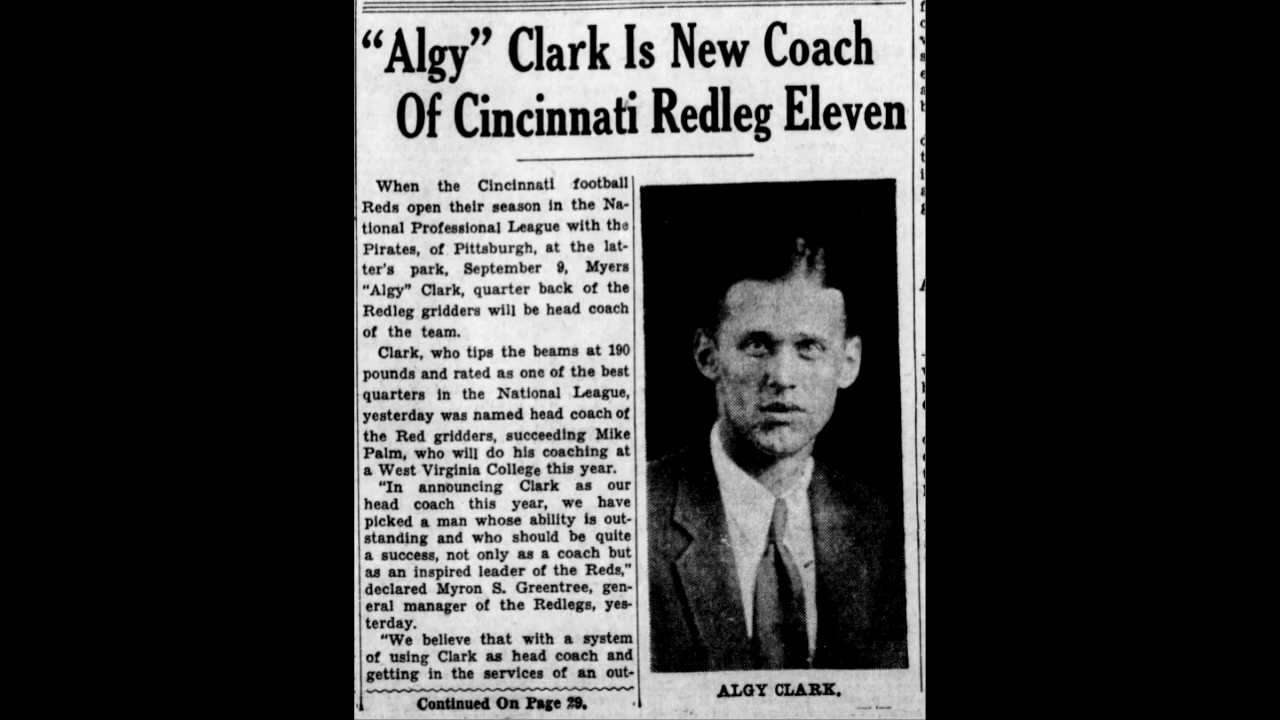 “Algy” Clark Is New Coach
Of Cincinnati Redleg Eleven
When the Cincinnati football
Reds open their season in the Na-
tional Professional League with the
Pirates, of Pittsburgh, at the lat-
ter's park, September 9, Myers
“Algy” Clark, quarter back of the
Redleg gridders will be head coach
of the team.
Clark, who tips the beams at 190
pounds and rated as one of the best
quarters in the National League,
yesterday was named head coach of
the Red gridders, succeeding Mike
Palm, who will do his coaching at
a West Virginia College this year.
“In announcing Clark as our
head coach this year, we have
picked a man whose ability is out-
standing and who should be quite
a success, not only as a coach but
as an inspired leader of the Reds,”
declared Myron S. Greentree, gen-
eral manager of the Redlegs, yes-
terday.
“We believe that with a system
of using Clark as head coach and
getting in the services of an out-
Continued On Page 29.
ALGY CLARK.